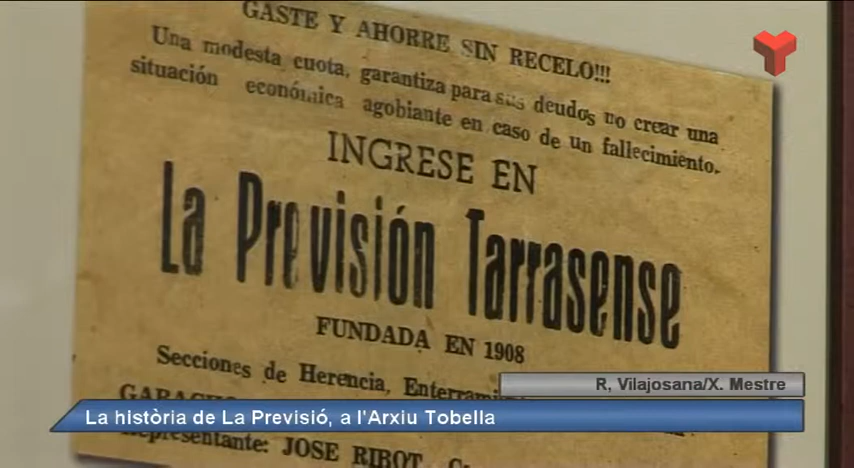 GASTE Y AHORRE SIN RECELO!!!
Una modesta cuota, garantiza para sus deudos no crear una
situación económica agobiante en caso de un fallecimiento.
INGRESE EN
La Previsión Tarrasense
FUNDADA EN 1908
Secciones de Herencia,
R, Vilajosana/X. Mestre
La història de La Previsió, a l'Arxiu Tobella
Representante: JOSE RIBOT